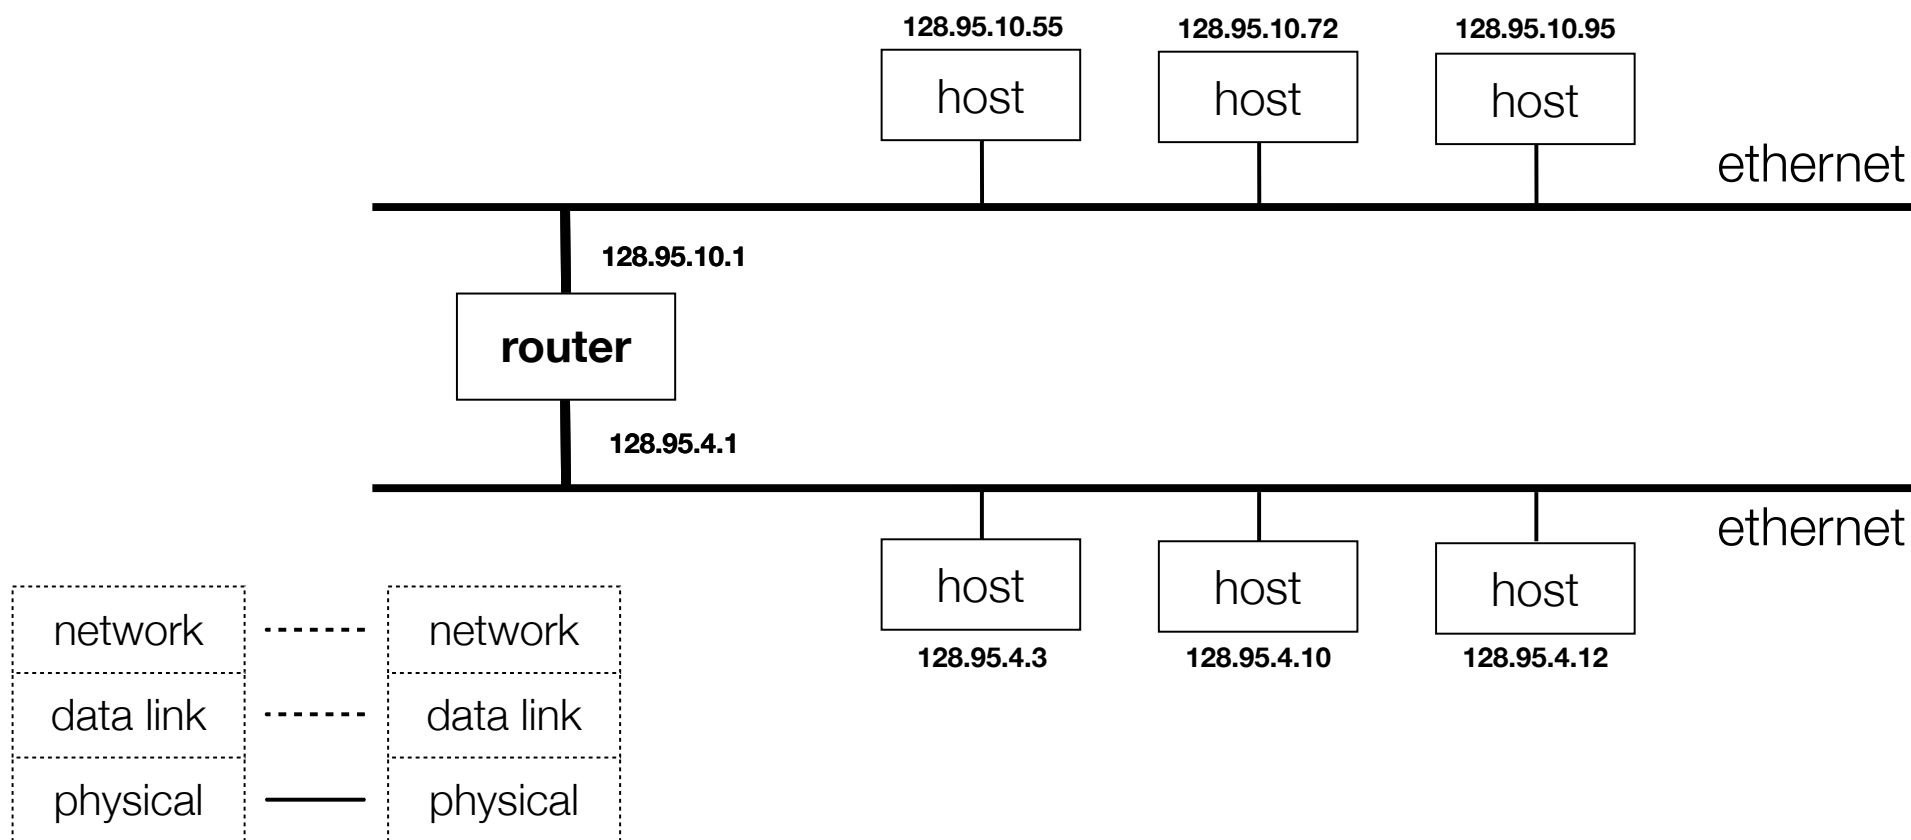 128.95.10.55 128.95.10.72 128.95.10.95
host host host
ethernet
128.95.10.1
router
128.95.4.1
ethernet
host host host
128.95.4.3 128.95.4.10 128.95.4.12
network network
data link data link
physical physical